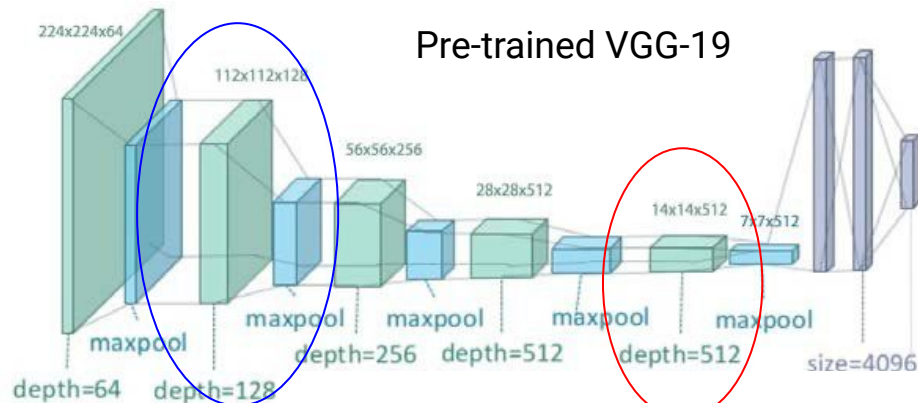 Pre-trained VGG-19
224x224x64
112x112x128
56x56x256
28x28x512
14x14x512
7x7x512
maxpool
maxpool
maxpool
maxpool
maxpool
depth=64
depth=128
depth=256
depth=512
depth=512
size=4096